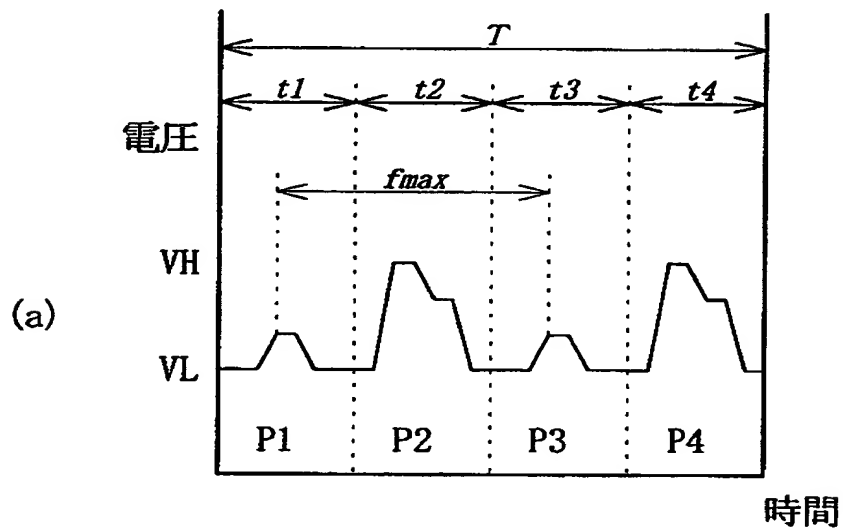 T
t1 t2 t3 t4
電圧
fmax
VH
(a)
VL
P1 P2 P3 P4
時間